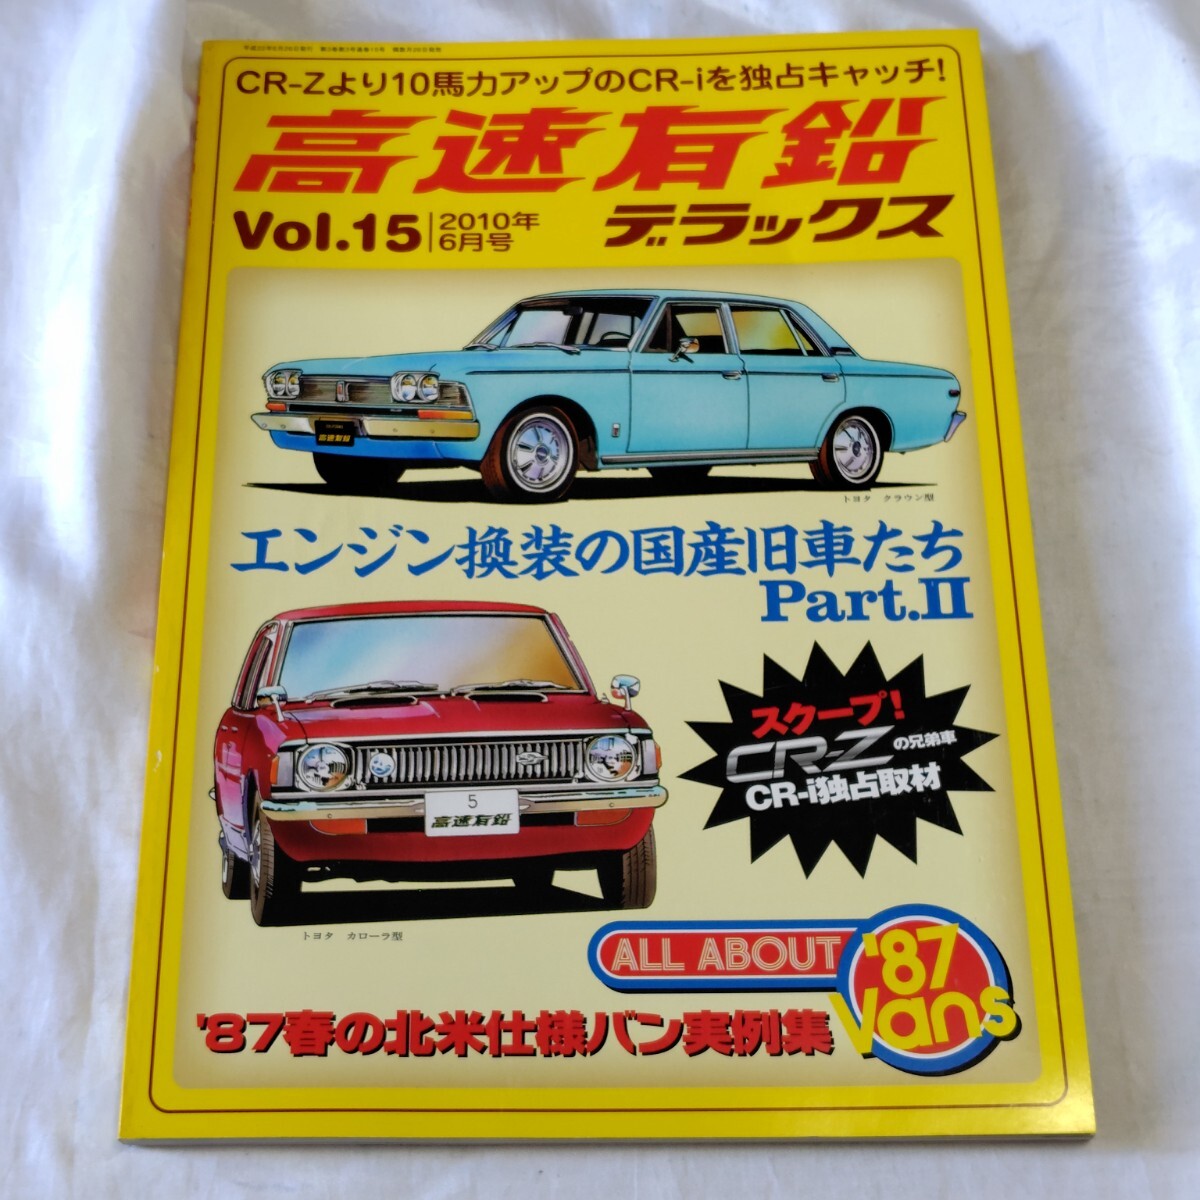 CR-Zより10馬力アップのCR-iを独占キャッチ!
高速有鉛
デラックス
Vol.15
2010年
6月号
高速有鉛
トヨタ クラウン型
エンジン換装の国産旧車たち
Part.II
スクープ!
CR-Zの兄弟車
CR-i独占取材
5
高速有鉛
トヨタ カローラ型
ALL ABOUT
'87
Vans
'87春の北米仕様バン実例集